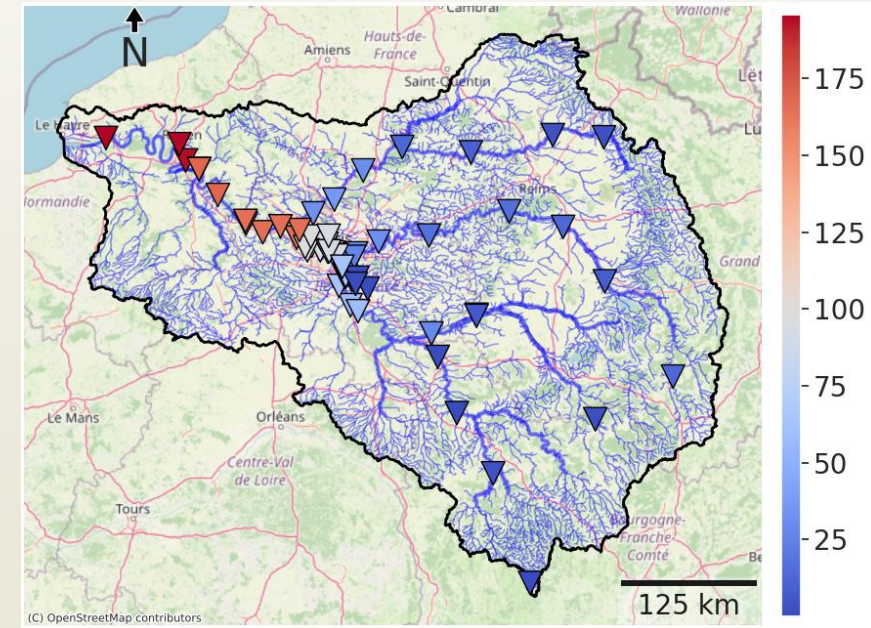 Cambrai
Wallonie
N
Hauts-de-
France
Amiens
Saint-Quentin
Le Havre
Reims
Grand
Le Mans
Orléans
Centre-Val
de Loire
Tours
Bourgogne-
Franche-
Comté
125 km
(C) OpenStreetMap contributors
175
150
125
100
75
50
25